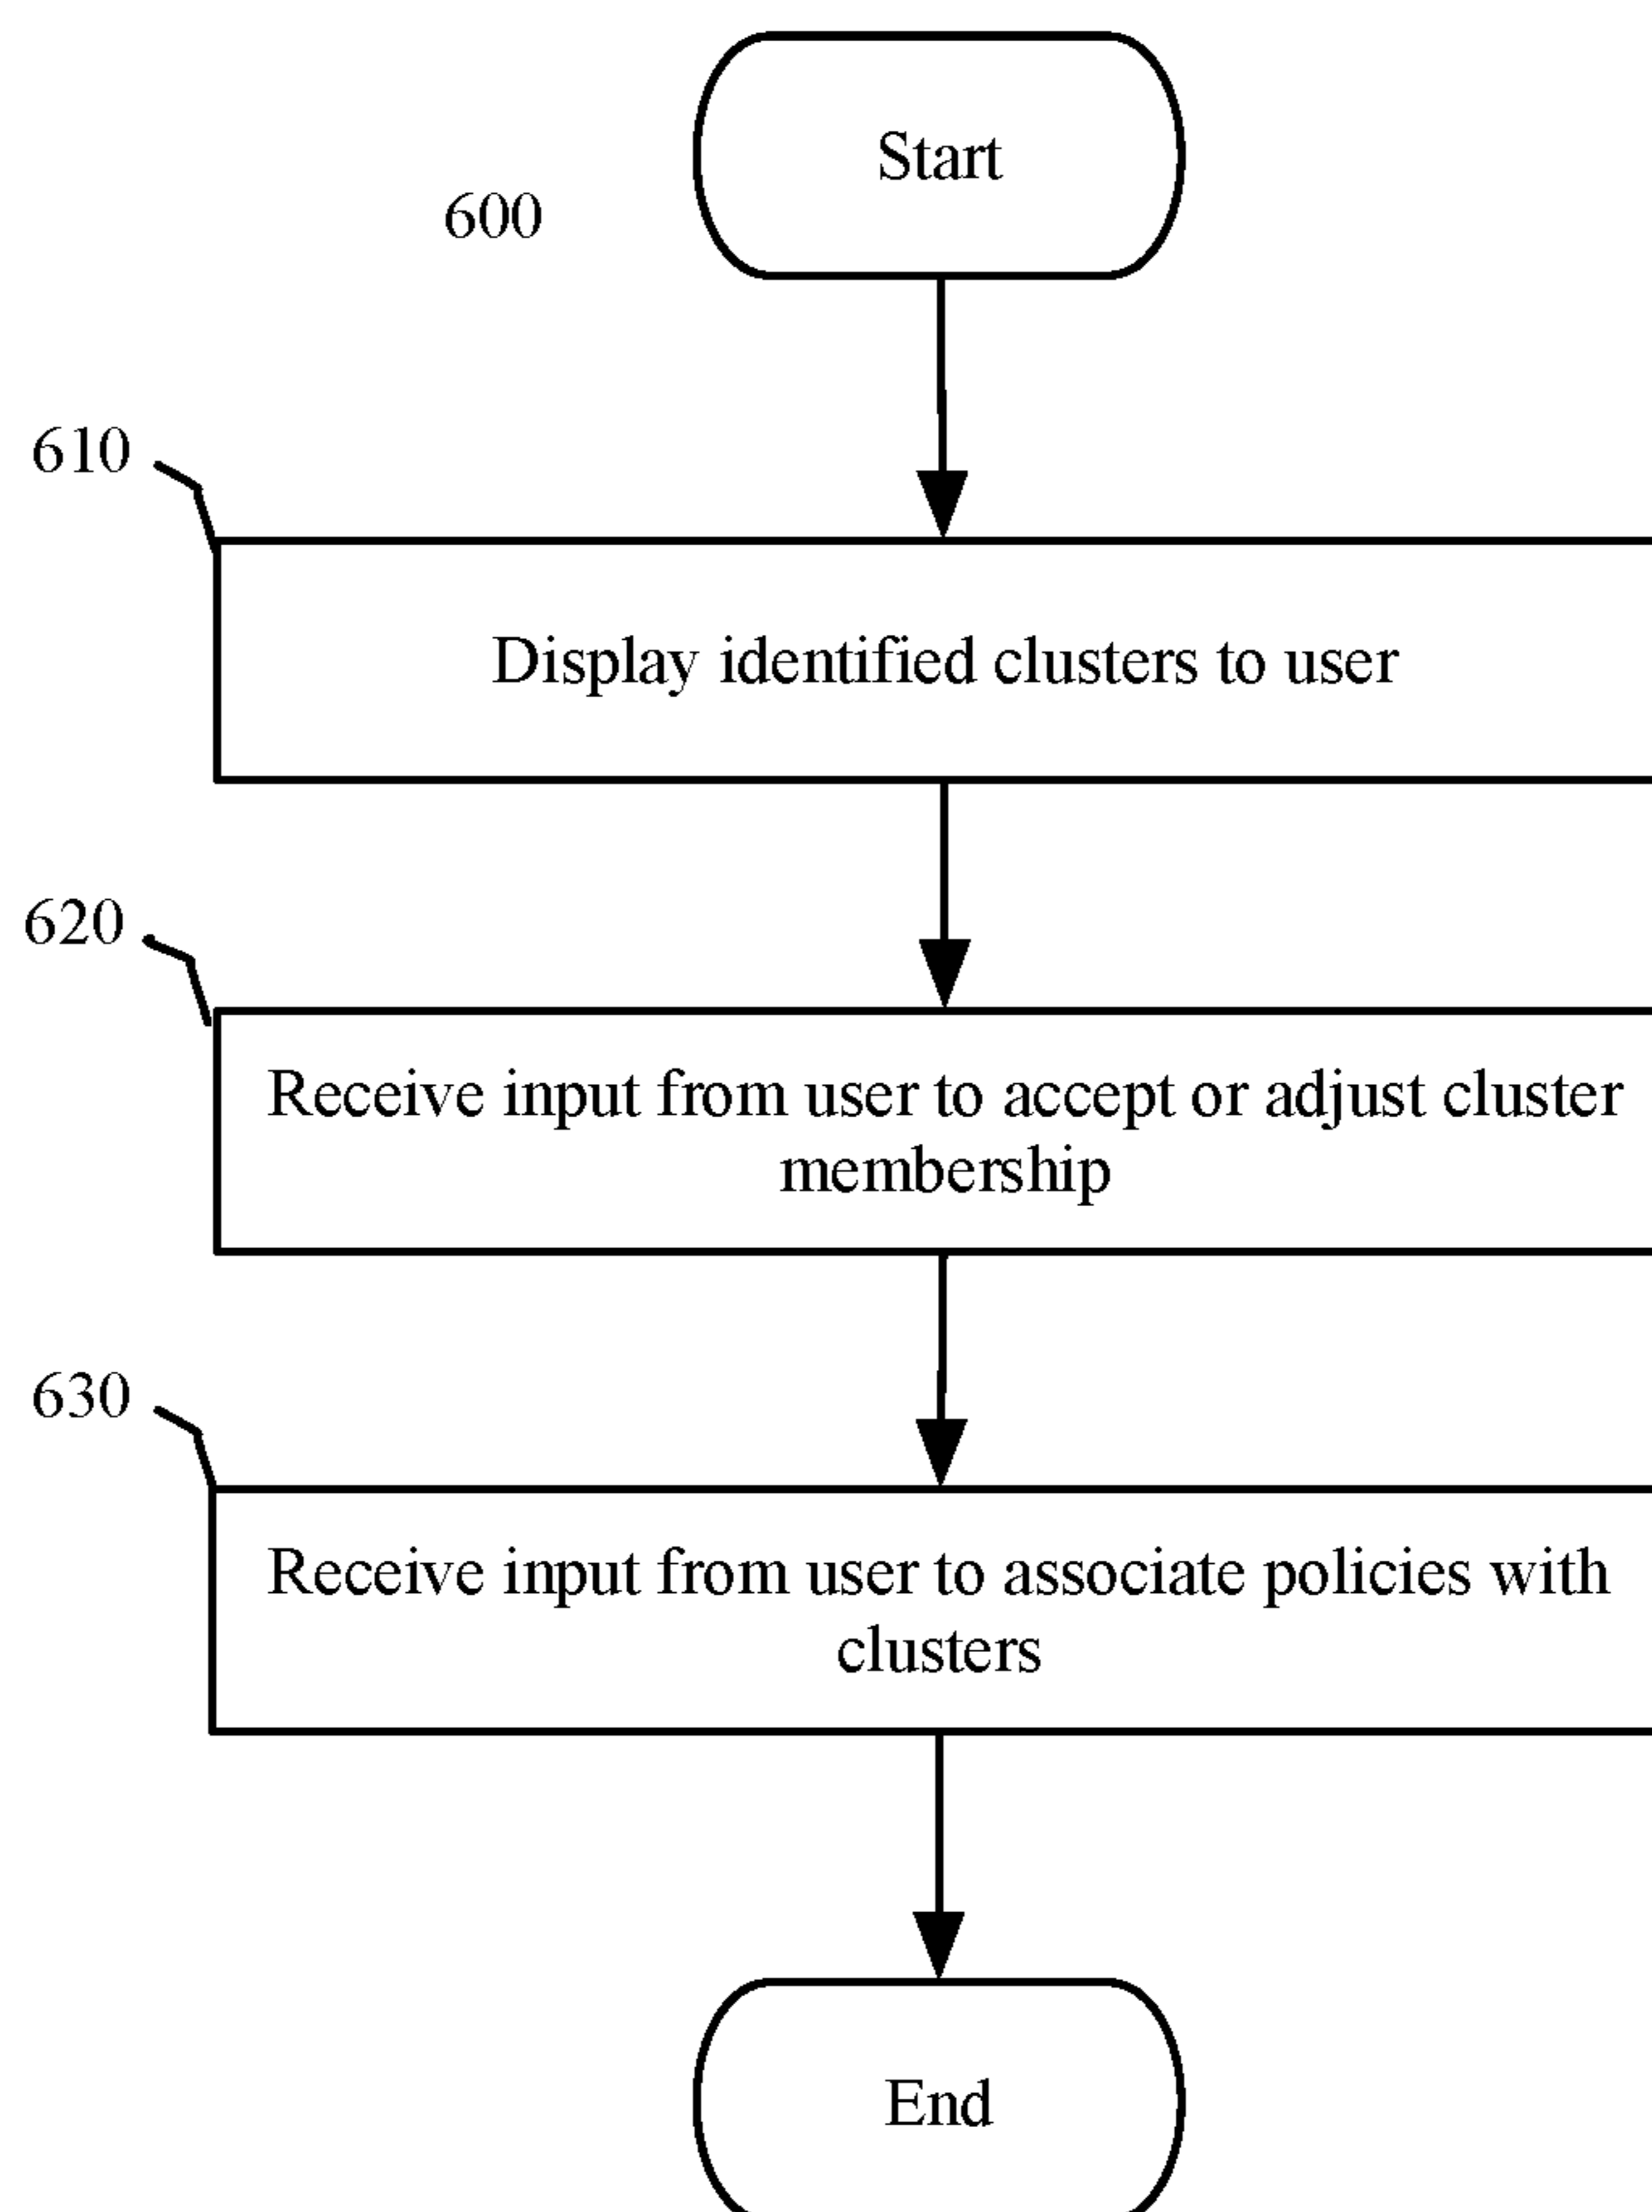 Start
600
610
Display identified clusters to user
620
Receive input from user to accept or adjust cluster
membership
630
Receive input from user to associate policies with
clusters
End